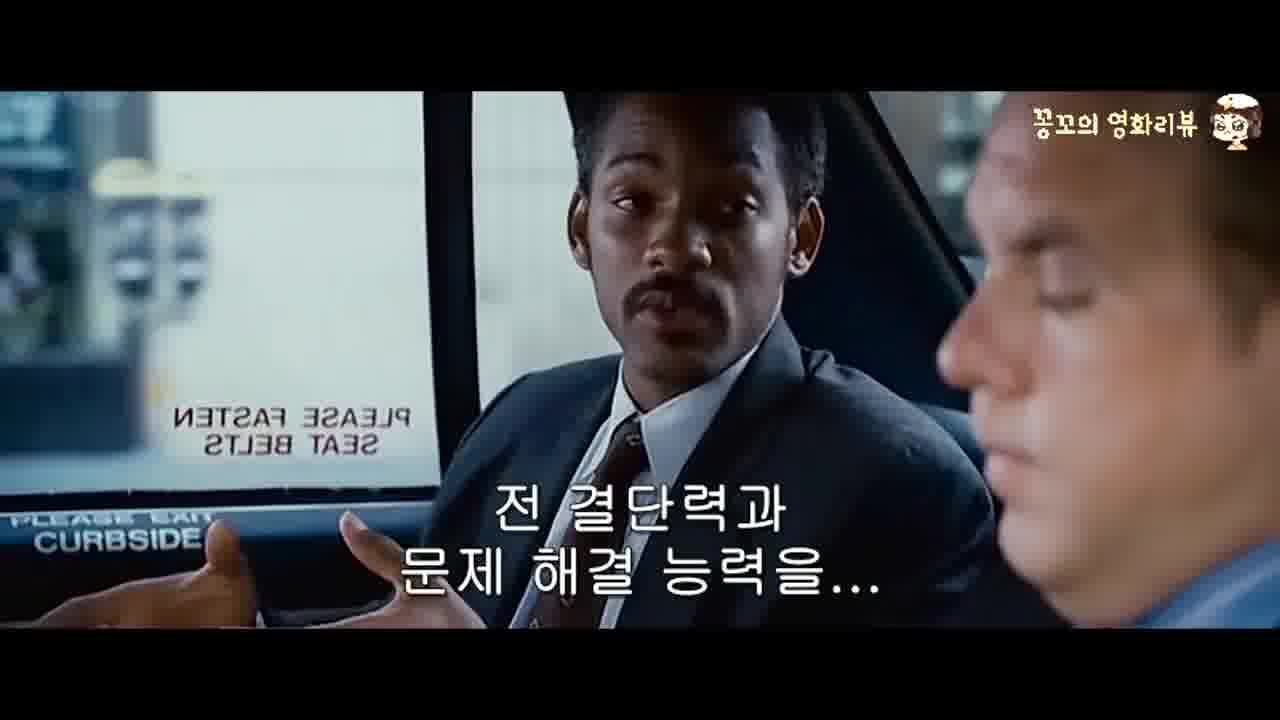 꽁꼬의 영화리뷰
PLEASE FASTEN
SEAT BELTS
PLEASE EXIT
CURBSIDE
전 결단력과
문제 해결 능력을...